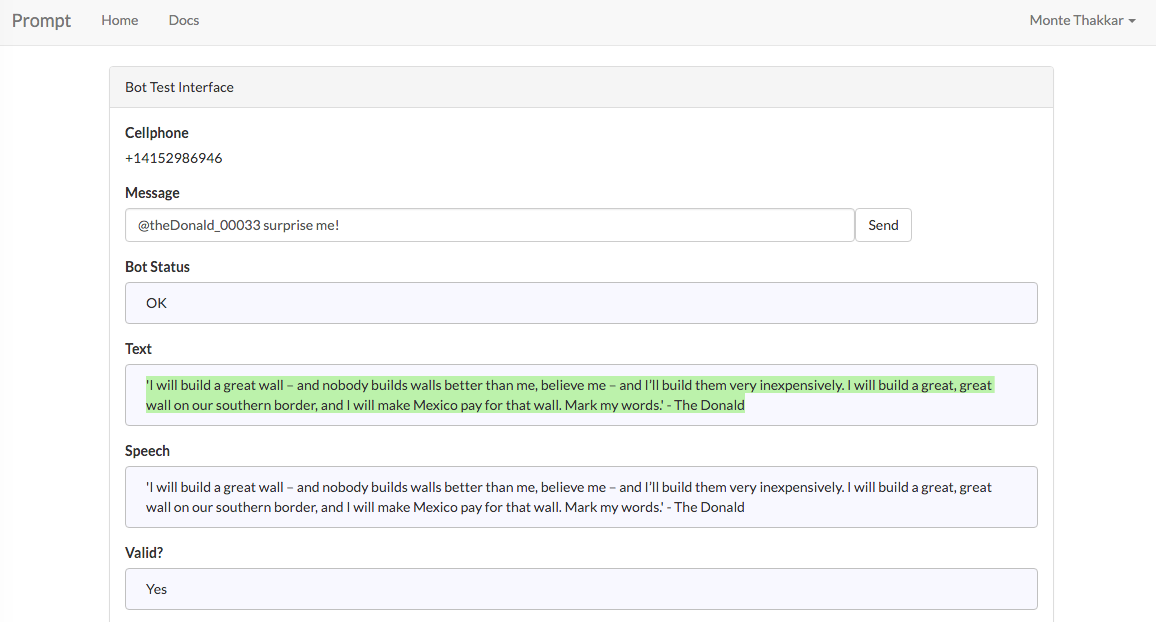 Prompt Home Docs Monte Thakkar
Bot Test Interface
Cellphone
+14152986946
Message
@theDonald_00033 surprise me! Send
Bot Status
OK
Text
'I will build a great wall – and nobody builds walls better than me, believe me – and I’ll build them very inexpensively. I will build a great, great
wall on our southern border, and I will make Mexico pay for that wall. Mark my words.' - The Donald
Speech
'I will build a great wall – and nobody builds walls better than me, believe me – and I’ll build them very inexpensively. I will build a great, great
wall on our southern border, and I will make Mexico pay for that wall. Mark my words.' - The Donald
Valid?
Yes